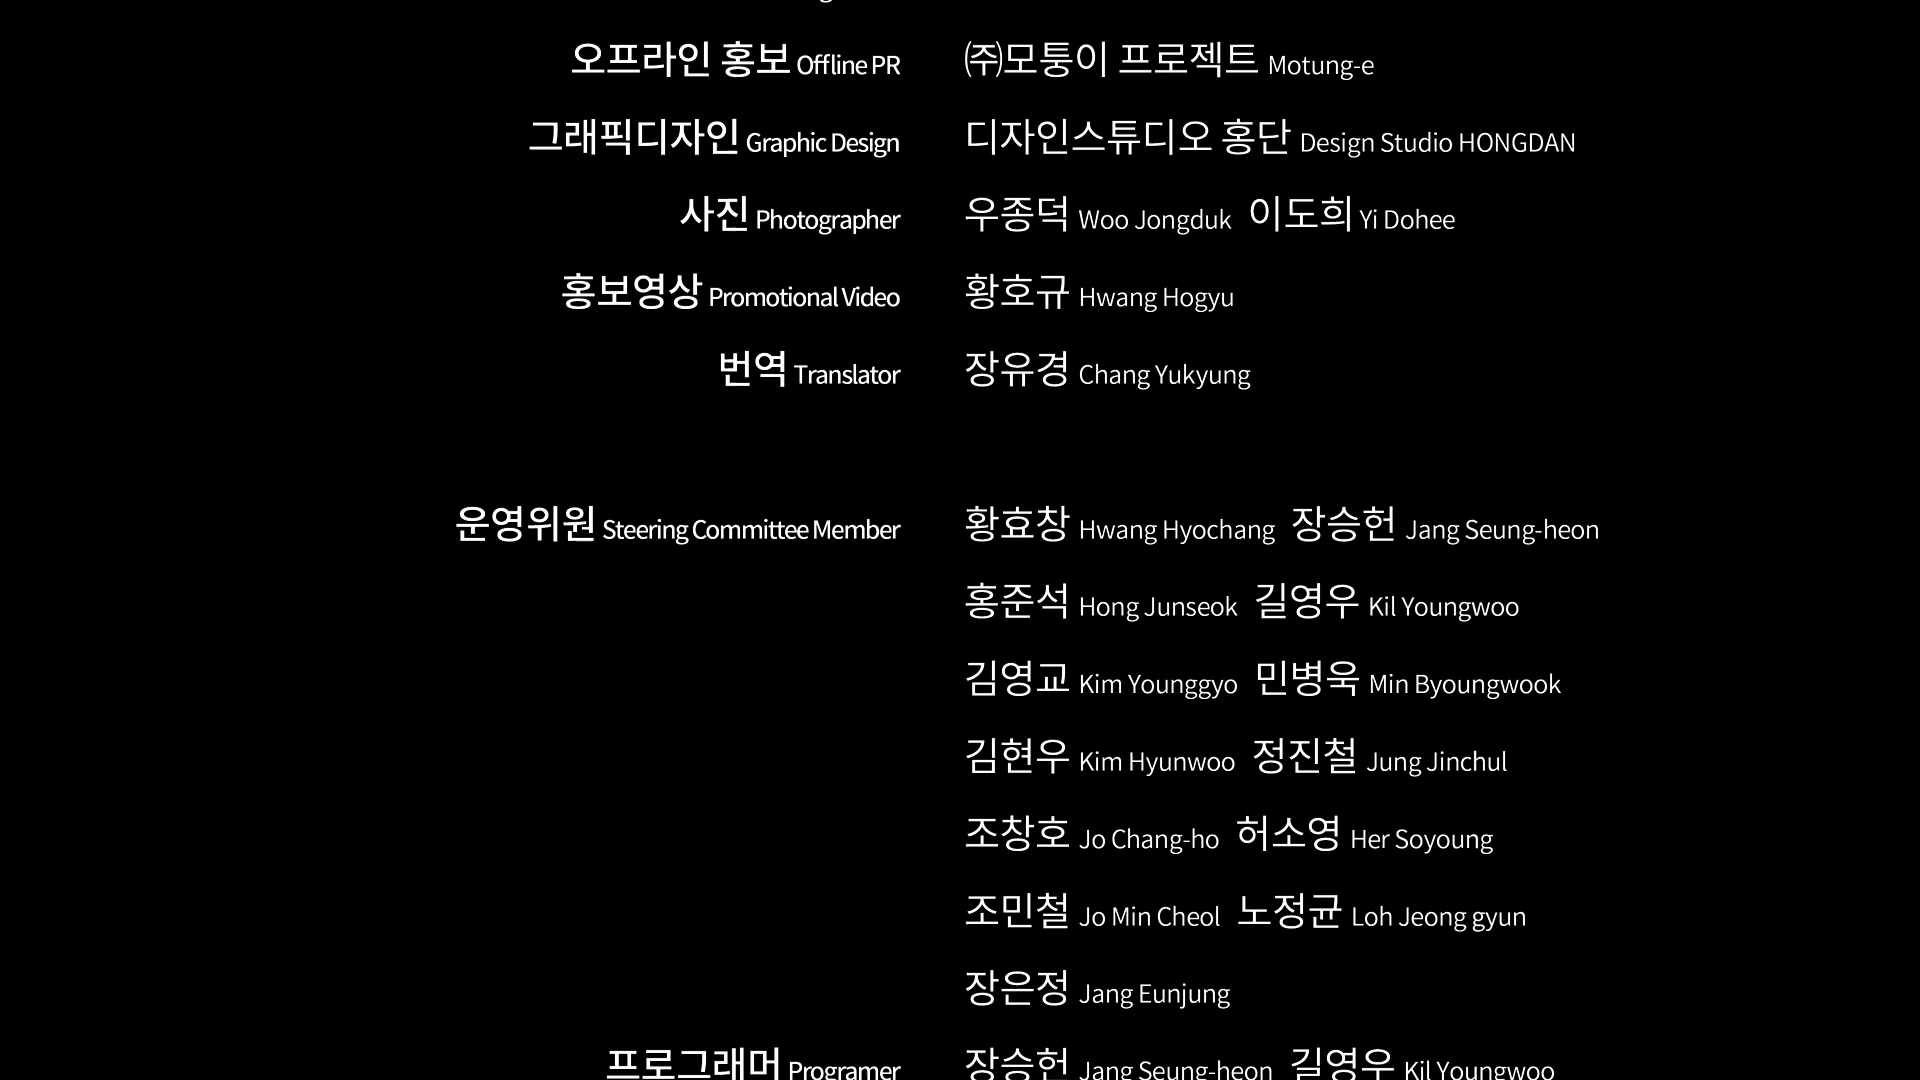 오프라인 홍보 Offline PR ㈜모퉁이 프로젝트 Motung-e
그래픽디자인 Graphic Design 디자인스튜디오 홍단 Design Studio HONGDAN
사진 Photographer 우종덕 Woo Jongduk 이도희 Yi Dohee
홍보영상 Promotional Video 황호규 Hwang Hogyu
번역 Translator 장유경 Chang Yukyung
운영위원 Steering Committee Member 황효창 Hwang Hyochang 장승헌 Jang Seung-heon
홍준석 Hong Junseok 길영우 Kil Youngwoo
김영교 Kim Younggyo 민병욱 Min Byoungwook
김현우 Kim Hyunwoo 정진철 Jung Jinchul
조창호 Jo Chang-ho 허소영 Her Soyoung
조민철 Jo Min Cheol 노정균 Loh Jeong gyun
장은정 Jang Eunjung
프로그래머 Programer 장승헌 Jang Seung-heon 길영우 Kil Youngwoo